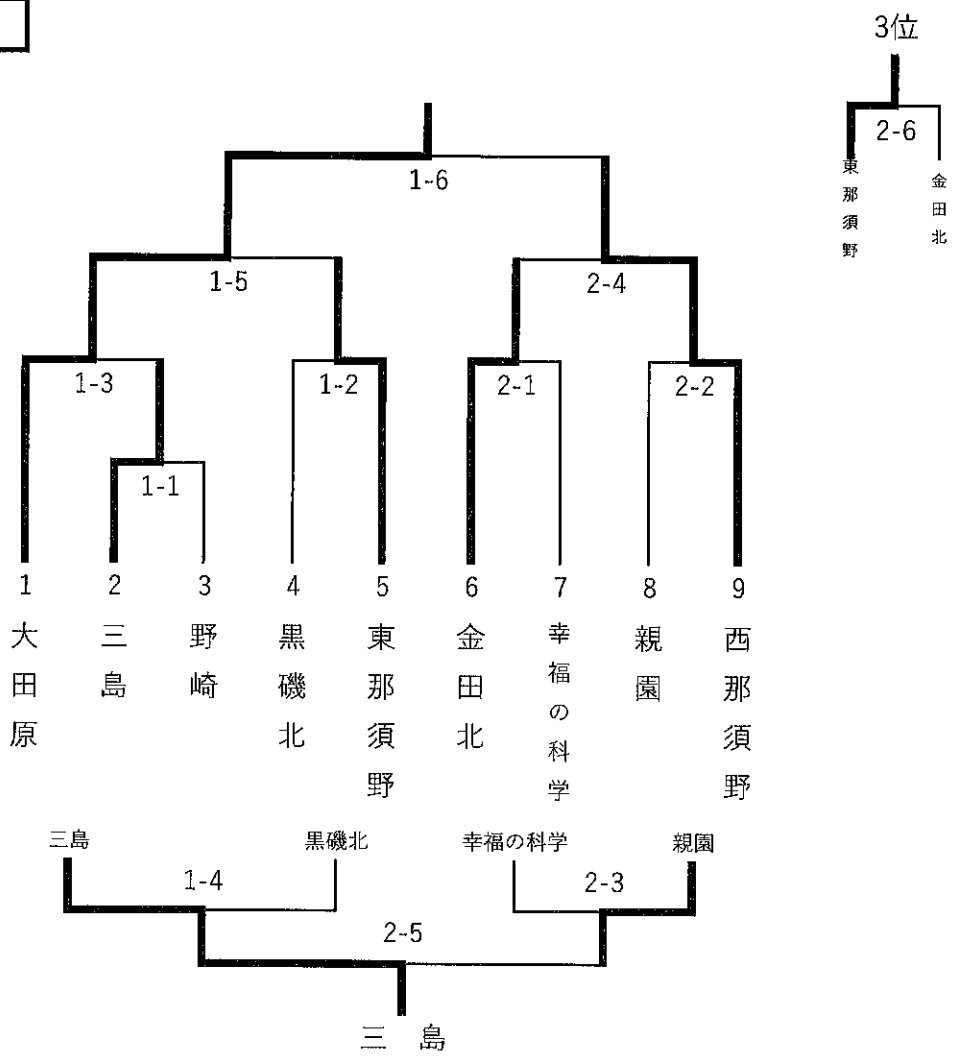 3位
2-6
東那須野
金田北
1-6
1-5
2-4
1-3
1-2
2-1
2-2
1-1
1
2
3
4
5
6
7
8
9
大田原
三島
野崎
黒磯北
東那須野
金田北
幸福の科学
親園
西那須野
三島
黒磯北
幸福の科学
親園
1-4
2-3
2-5
三 島